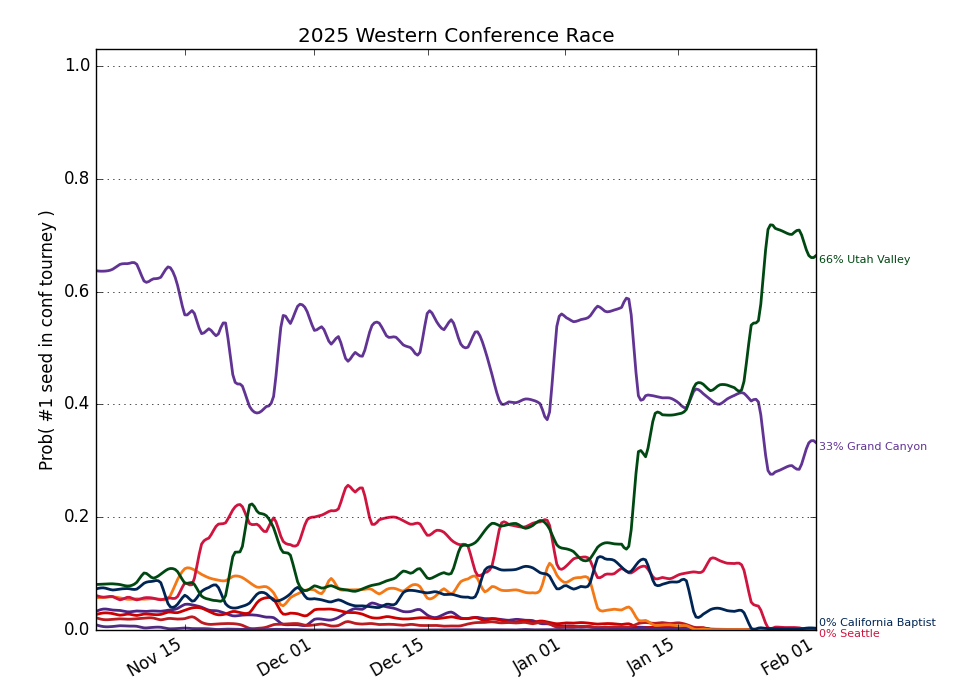 2025 Western Conference Race
Prob( #1 seed in conf tourney )
1.0
0.8
0.6
0.4
0.2
0.0
Nov 15
Dec 01
Dec 15
Jan 01
Jan 15
Feb 01
66% Utah Valley
33% Grand Canyon
0% California Baptist
0% Seattle